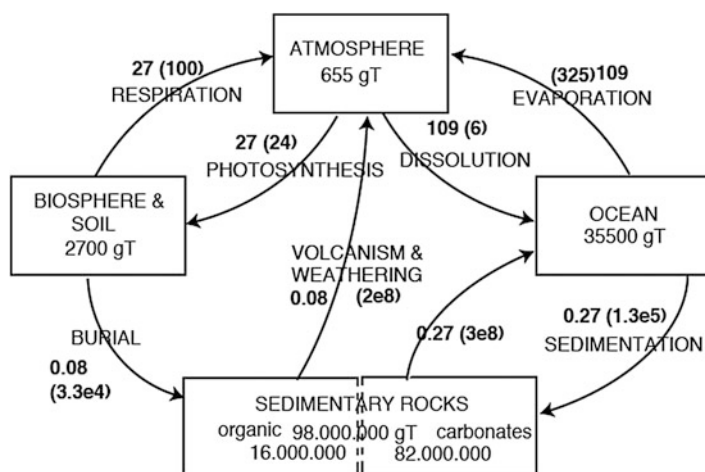 ATMOSPHERE
655 gT
27 (100)
RESPIRATION
(325)109
EVAPORATION
27 (24)
PHOTOSYNTHESIS
109 (6)
DISSOLUTION
BIOSPHERE &
SOIL
2700 gT
OCEAN
35500 gT
VOLCANISM &
WEATHERING
0.08 (2e8)
BURIAL
0.08
(3.3e4)
0.27 (3e8)
0.27 (1.3e5)
SEDIMENTATION
SEDIMENTARY ROCKS
organic 98.000.000 gT carbonates
16.000.000 82.000.000